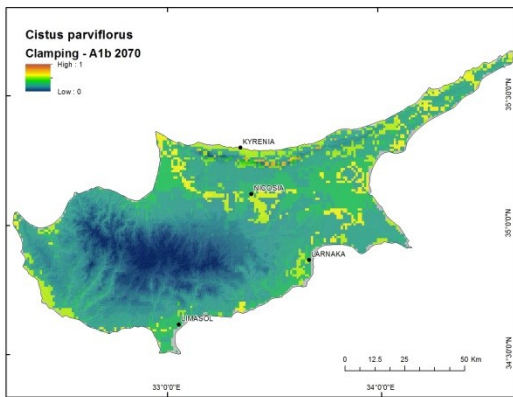 Cistus parviflorus
Clamping - A1b 2070
High : 1
Low : 0
KYRENIA
NICOSIA
LARNAKA
LIMASOL
35°30'0"N
35°0'0"N
34°30'0"N
0 12.5 25 50 Km
33°0'0"E 34°0'0"E